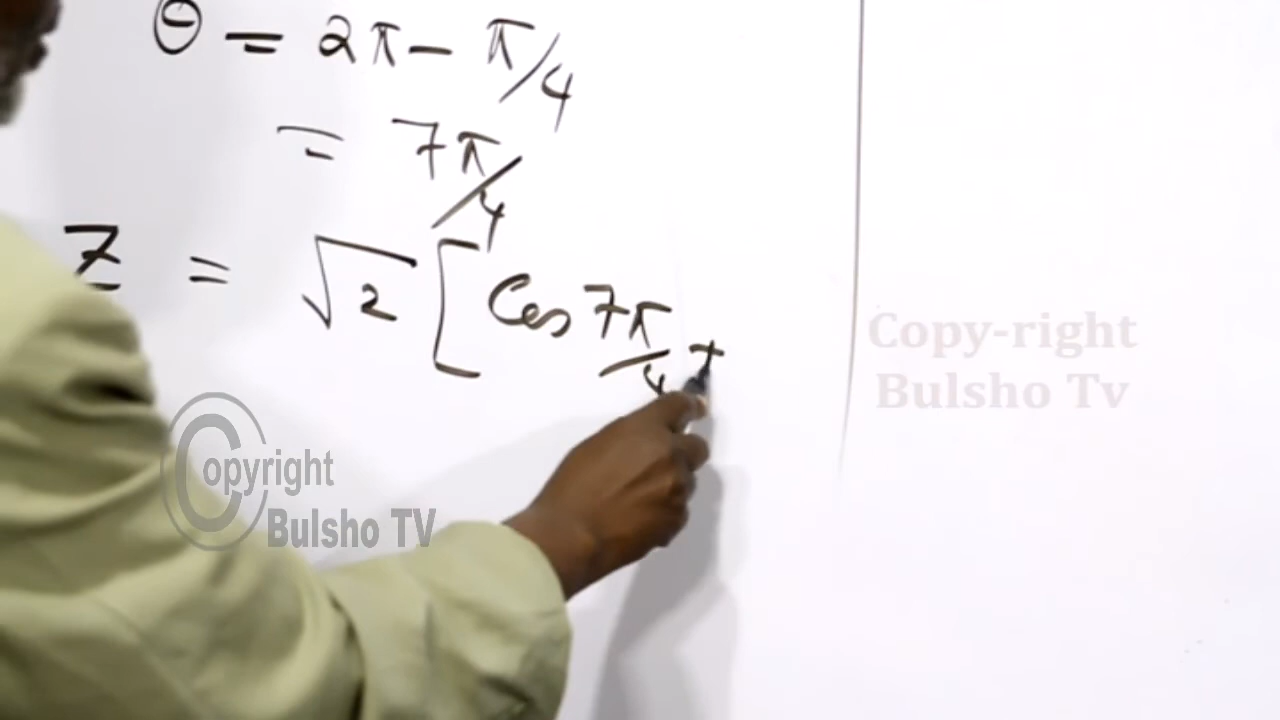 θ = 2π - π/4
= 7π/4
Z = √2 [ Cos 7π/4 +
Copy-right
Bulsho Tv
Copyright
Bulsho TV